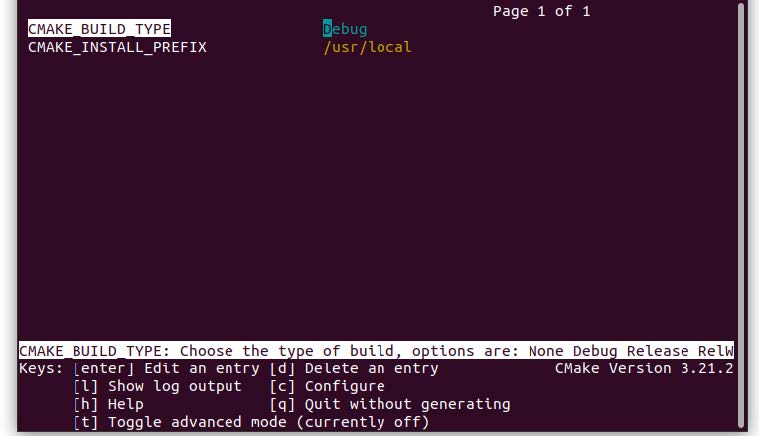 Page 1 of 1
CMAKE_BUILD_TYPE Debug
CMAKE_INSTALL_PREFIX /usr/local
CMAKE_BUILD_TYPE: Choose the type of build, options are: None Debug Release RelW
Keys: [enter] Edit an entry [d] Delete an entry CMake Version 3.21.2
[l] Show log output [c] Configure
[h] Help [q] Quit without generating
[t] Toggle advanced mode (currently off)